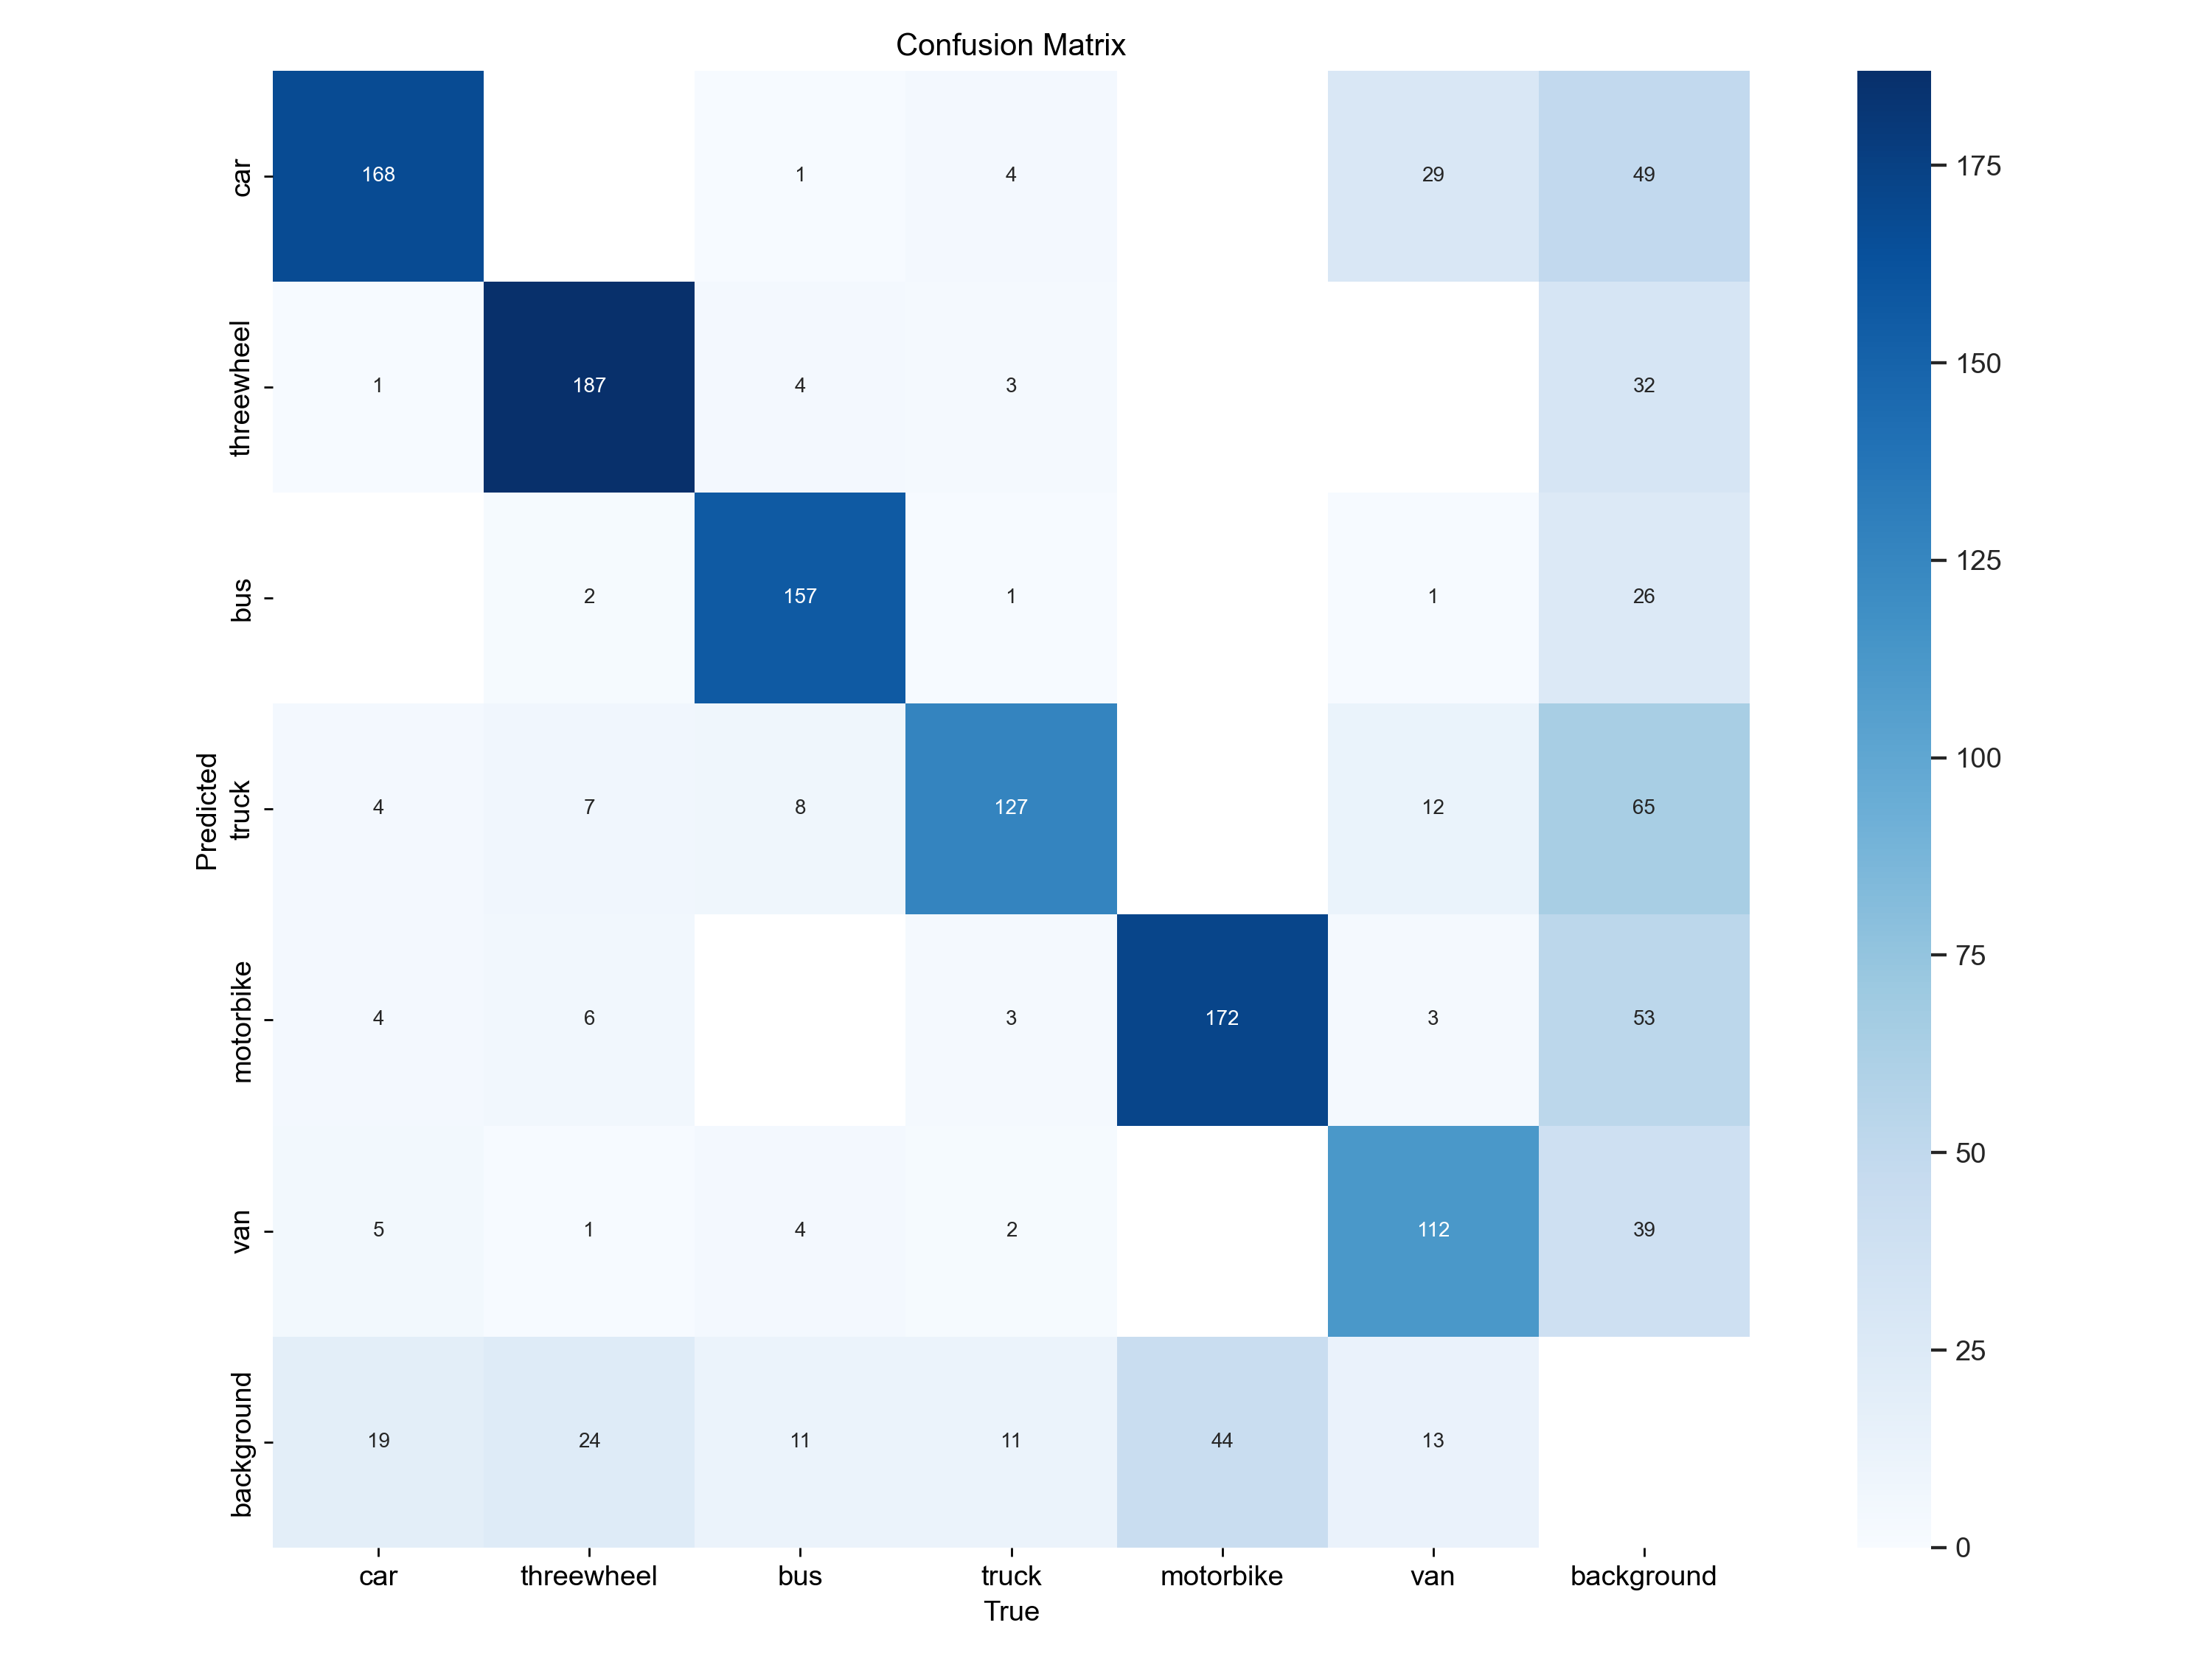 Confusion Matrix
car 168 1 4 29 49
threewheel 1 187 4 3 32
bus 2 157 1 1 26
Predicted
truck 4 7 8 127 12 65
motorbike 4 6 3 172 3 53
van 5 1 4 2 112 39
background 19 24 11 11 44 13
car threewheel bus truck motorbike van background
True
175
150
125
100
75
50
25
0